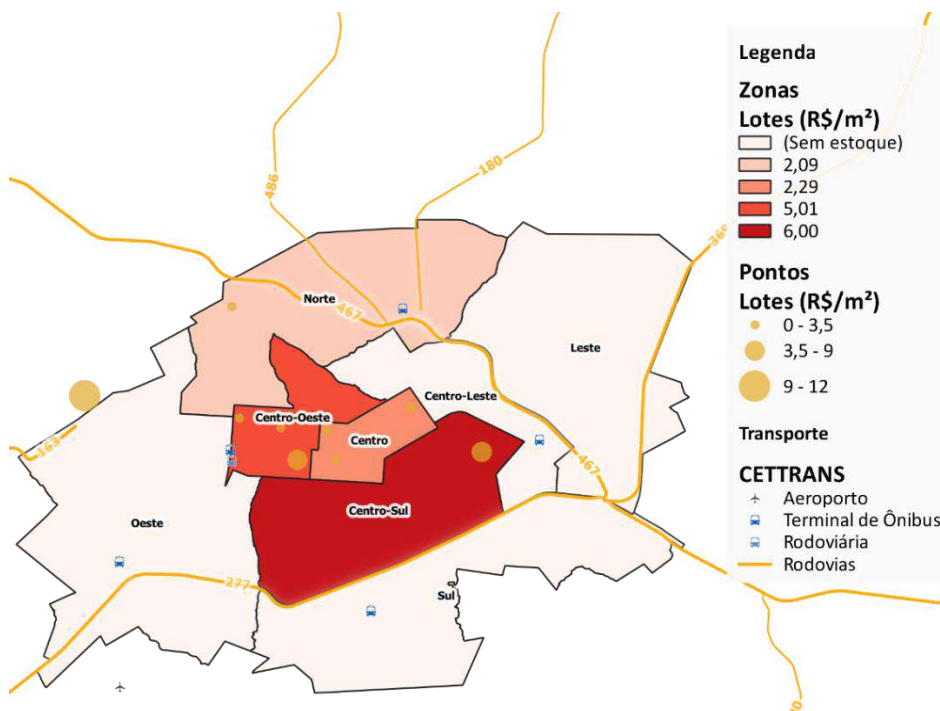 486
180
369
Norte
467
Leste
Centro-Leste
Centro-Oeste
Centro
163
467
Centro-Sul
Oeste
277
Sul
Legenda
Zonas
Lotes (R$/m²)
(Sem estoque)
2,09
2,29
5,01
6,00
Pontos
Lotes (R$/m²)
0 - 3,5
3,5 - 9
9 - 12
Transporte
CETTRANS
Aeroporto
Terminal de Ônibus
Rodoviária
Rodovias